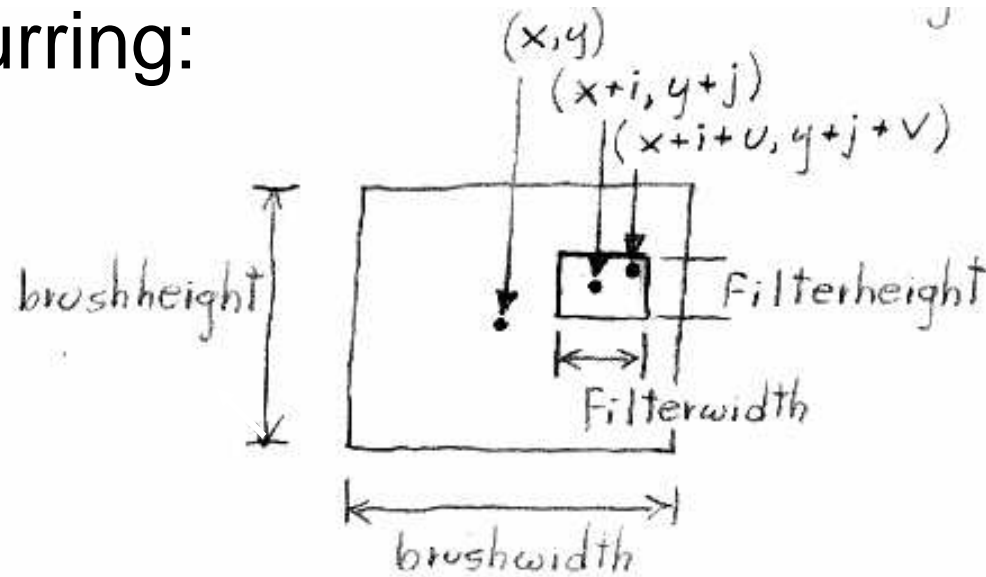 urring:
(x,y)
(x+i, y+j)
(x+i+u, y+j+v)
brushheight
Filterheight
Filterwidth
brushwidth